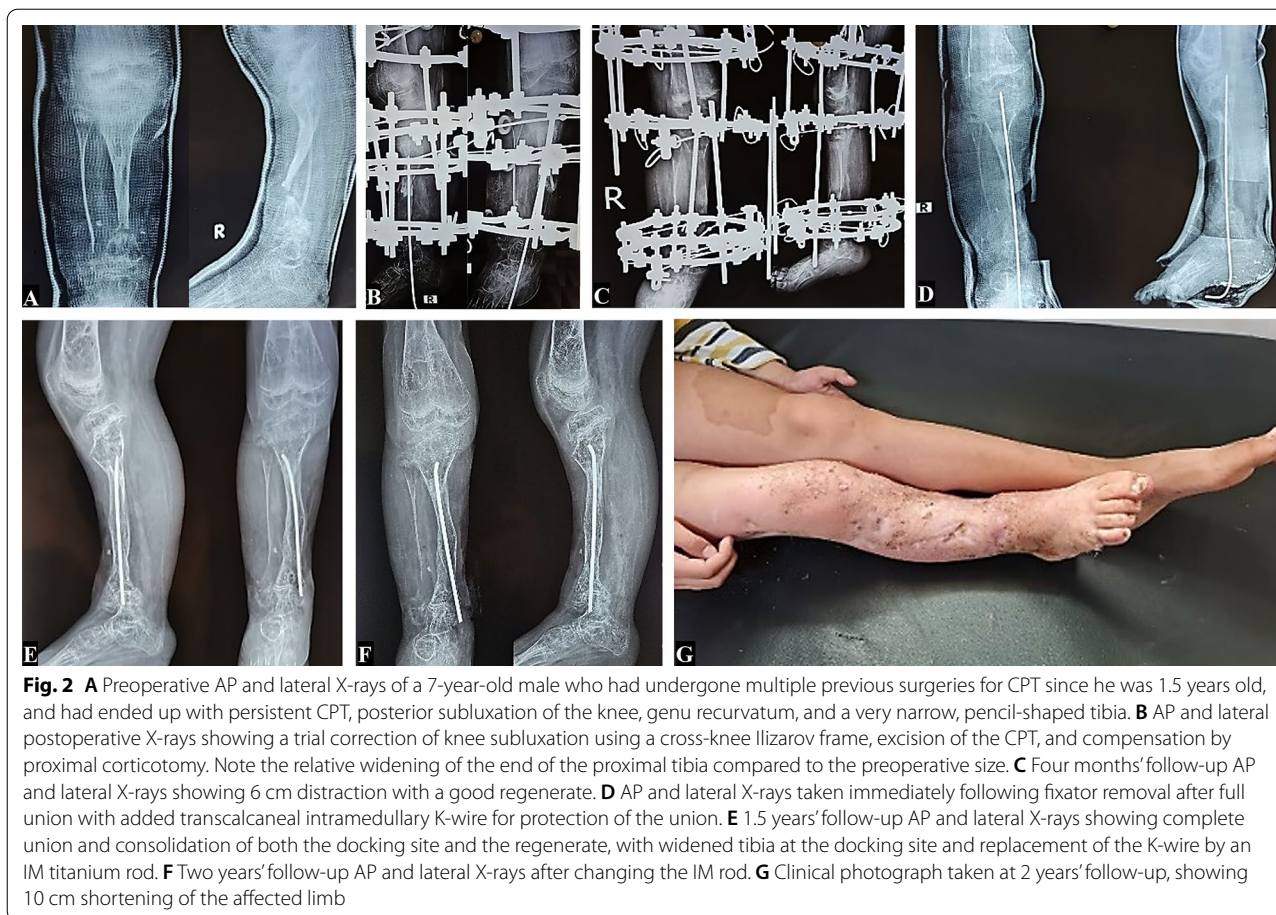 A
R
B
R
C
R
D
R
E
F
G
Fig. 2 A Preoperative AP and lateral X-rays of a 7-year-old male who had undergone multiple previous surgeries for CPT since he was 1.5 years old,
and had ended up with persistent CPT, posterior subluxation of the knee, genu recurvatum, and a very narrow, pencil-shaped tibia. B AP and lateral
postoperative X-rays showing a trial correction of knee subluxation using a cross-knee Ilizarov frame, excision of the CPT, and compensation by
proximal corticotomy. Note the relative widening of the end of the proximal tibia compared to the preoperative size. C Four months' follow-up AP
and lateral X-rays showing 6 cm distraction with a good regenerate. D AP and lateral X-rays taken immediately following fixator removal after full
union with added transcalcaneal intramedullary K-wire for protection of the union. E 1.5 years' follow-up AP and lateral X-rays showing complete
union and consolidation of both the docking site and the regenerate, with widened tibia at the docking site and replacement of the K-wire by an
IM titanium rod. F Two years' follow-up AP and lateral X-rays after changing the IM rod. G Clinical photograph taken at 2 years' follow-up, showing
10 cm shortening of the affected limb